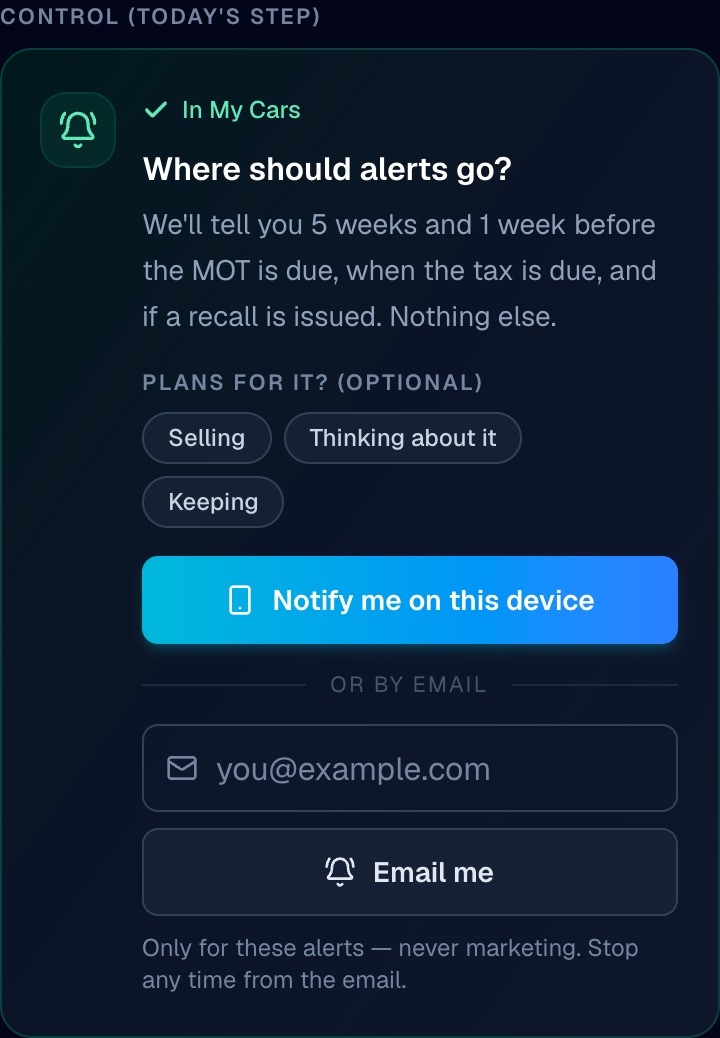 CONTROL (TODAY'S STEP)
In My Cars
Where should alerts go?
We'll tell you 5 weeks and 1 week before
the MOT is due, when the tax is due, and
if a recall is issued. Nothing else.
PLANS FOR IT? (OPTIONAL)
Selling
Thinking about it
Keeping
Notify me on this device
OR BY EMAIL
you@example.com
Email me
Only for these alerts — never marketing. Stop
any time from the email.